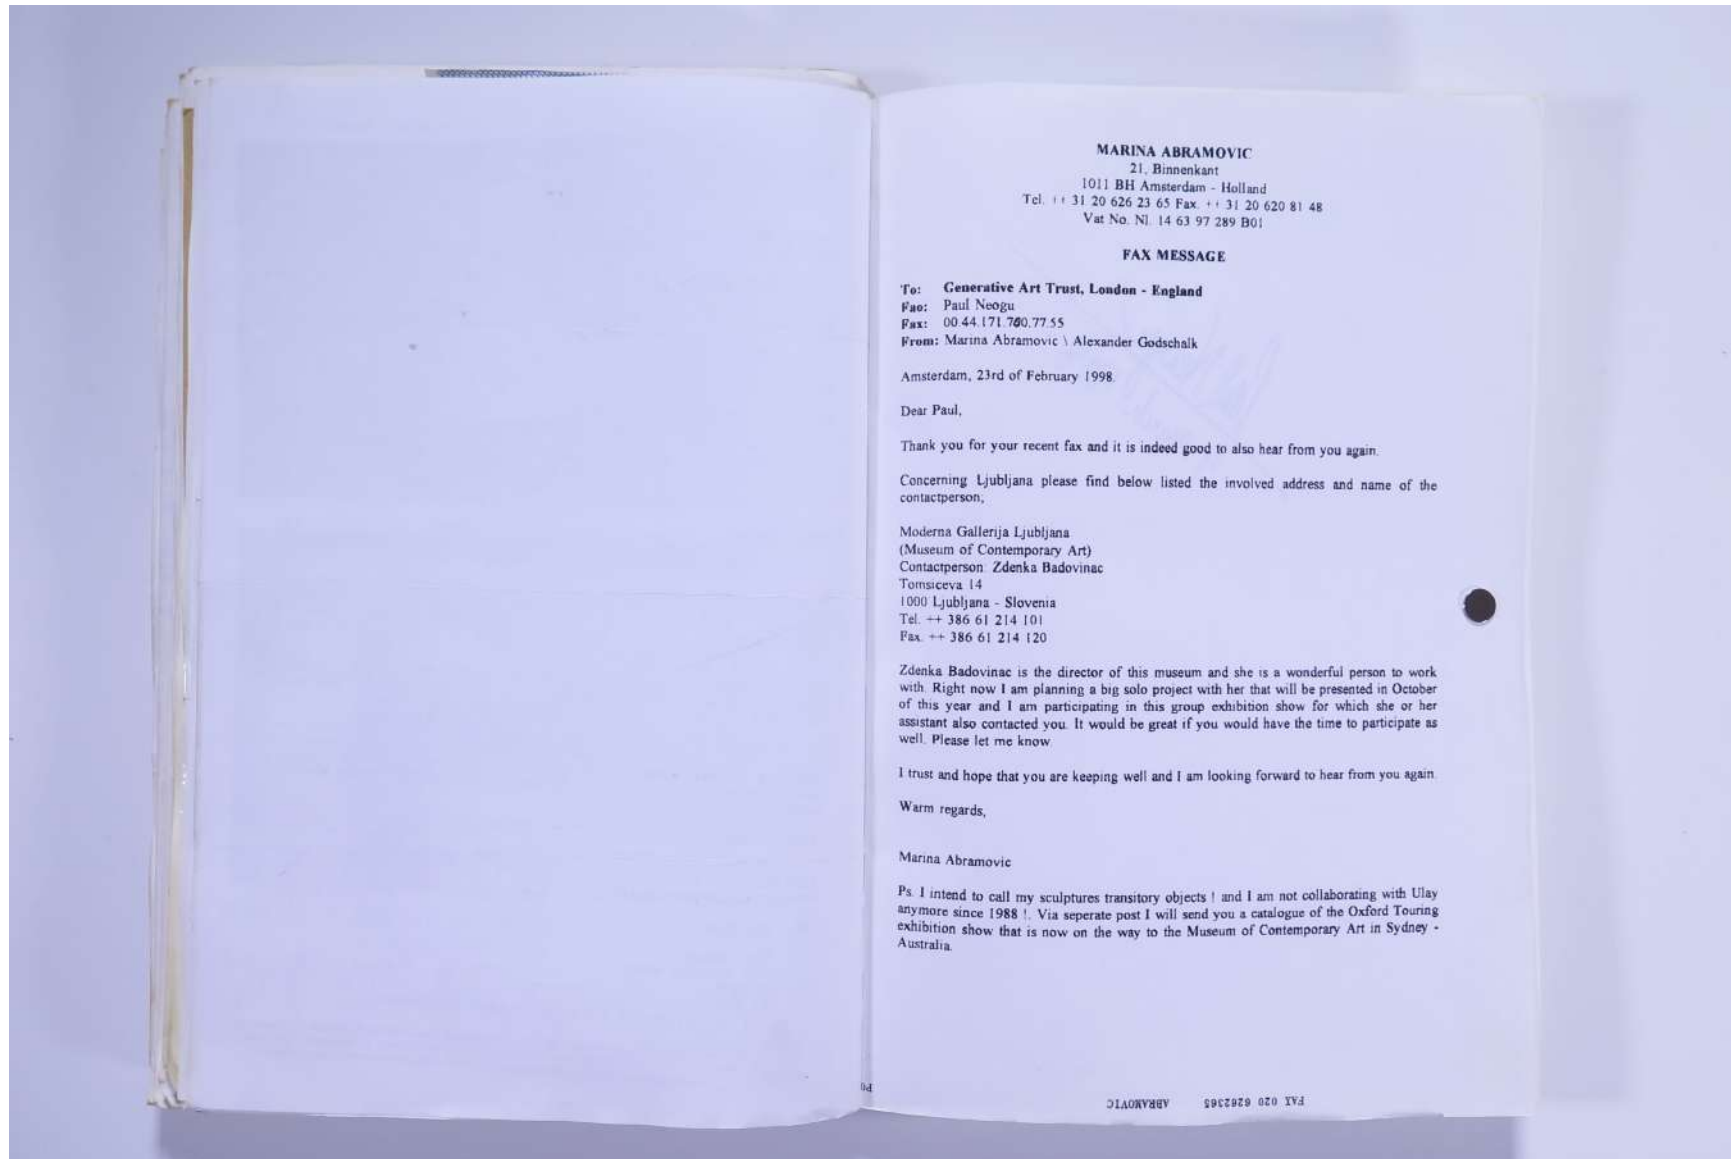 MARINA ABRAMOVIC
21, Binnenkant
1011 BH Amsterdam - Holland
Tel. ++ 31 20 626 23 65 Fax. ++ 31 20 620 81 48
Vat No. Nl. 14 63 97 289 B01
FAX MESSAGE
To: Generative Art Trust, London - England
Fao: Paul Neogu
Fax: 00.44.171.700.77.55
From: Marina Abramovic \ Alexander Godschalk
Amsterdam, 23rd of February 1998.
Dear Paul,
Thank you for your recent fax and it is indeed good to also hear from you again.
Concerning Ljubljana please find below listed the involved address and name of the
contactperson;
Moderna Gallerija Ljubljana
(Museum of Contemporary Art)
Contactperson: Zdenka Badovinac
Tomsiceva 14
1000 Ljubljana - Slovenia
Tel. ++ 386 61 214 101
Fax. ++ 386 61 214 120
Zdenka Badovinac is the director of this museum and she is a wonderful person to work
with. Right now I am planning a big solo project with her that will be presented in October
of this year and I am participating in this group exhibition show for which she or her
assistant also contacted you. It would be great if you would have the time to participate as
well. Please let me know.
I trust and hope that you are keeping well and I am looking forward to hear from you again.
Warm regards,
Marina Abramovic
Ps. I intend to call my sculptures transitory objects ! and I am not collaborating with Ulay
anymore since 1988 !. Via seperate post I will send you a catalogue of the Oxford Touring
exhibition show that is now on the way to the Museum of Contemporary Art in Sydney -
Australia.
FAX 020 6262365 ABRAMOVIC